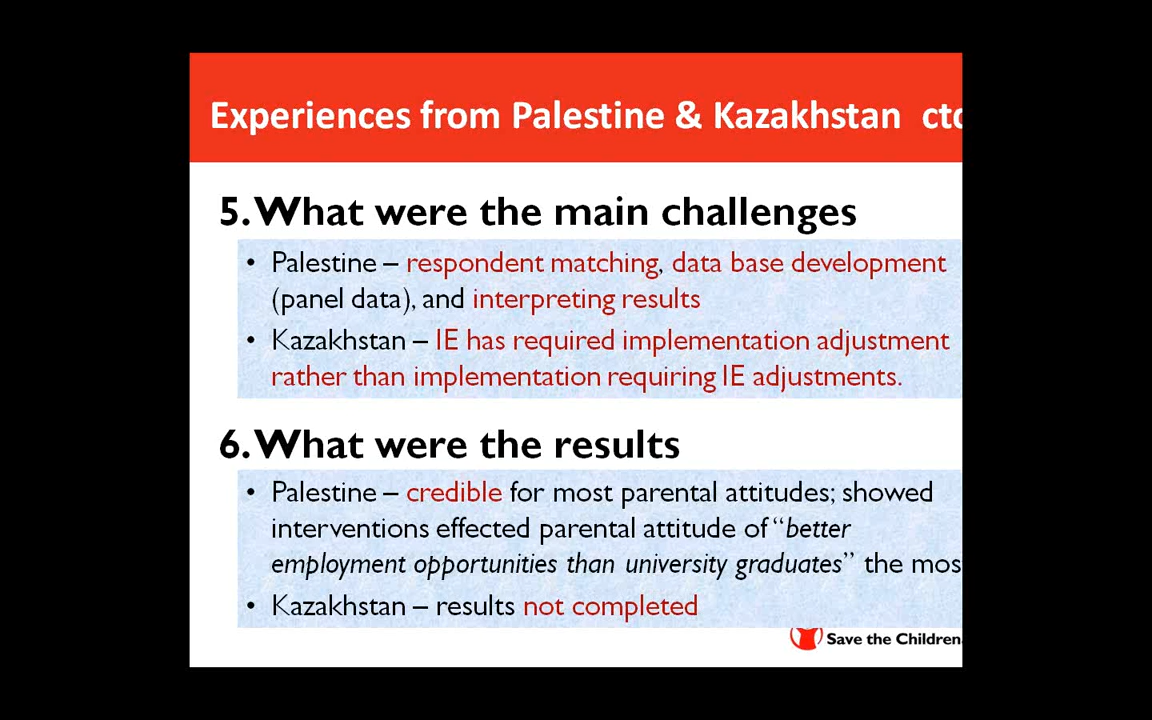 Experiences from Palestine & Kazakhstan
5. What were the main challenges
• Palestine – respondent matching, data base development
(panel data), and interpreting results
• Kazakhstan – IE has required implementation adjustment
rather than implementation requiring IE adjustments.
6. What were the results
• Palestine – credible for most parental attitudes; showed
interventions effected parental attitude of “better
employment opportunities than university graduates” the mos
• Kazakhstan – results not completed
Save the Children